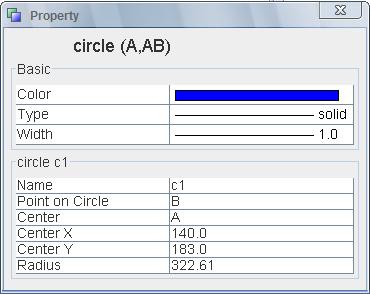 Property
circle (A,AB)
Basic
Color
Type solid
Width 1.0
circle c1
Name c1
Point on Circle B
Center A
Center X 140.0
Center Y 183.0
Radius 322.61